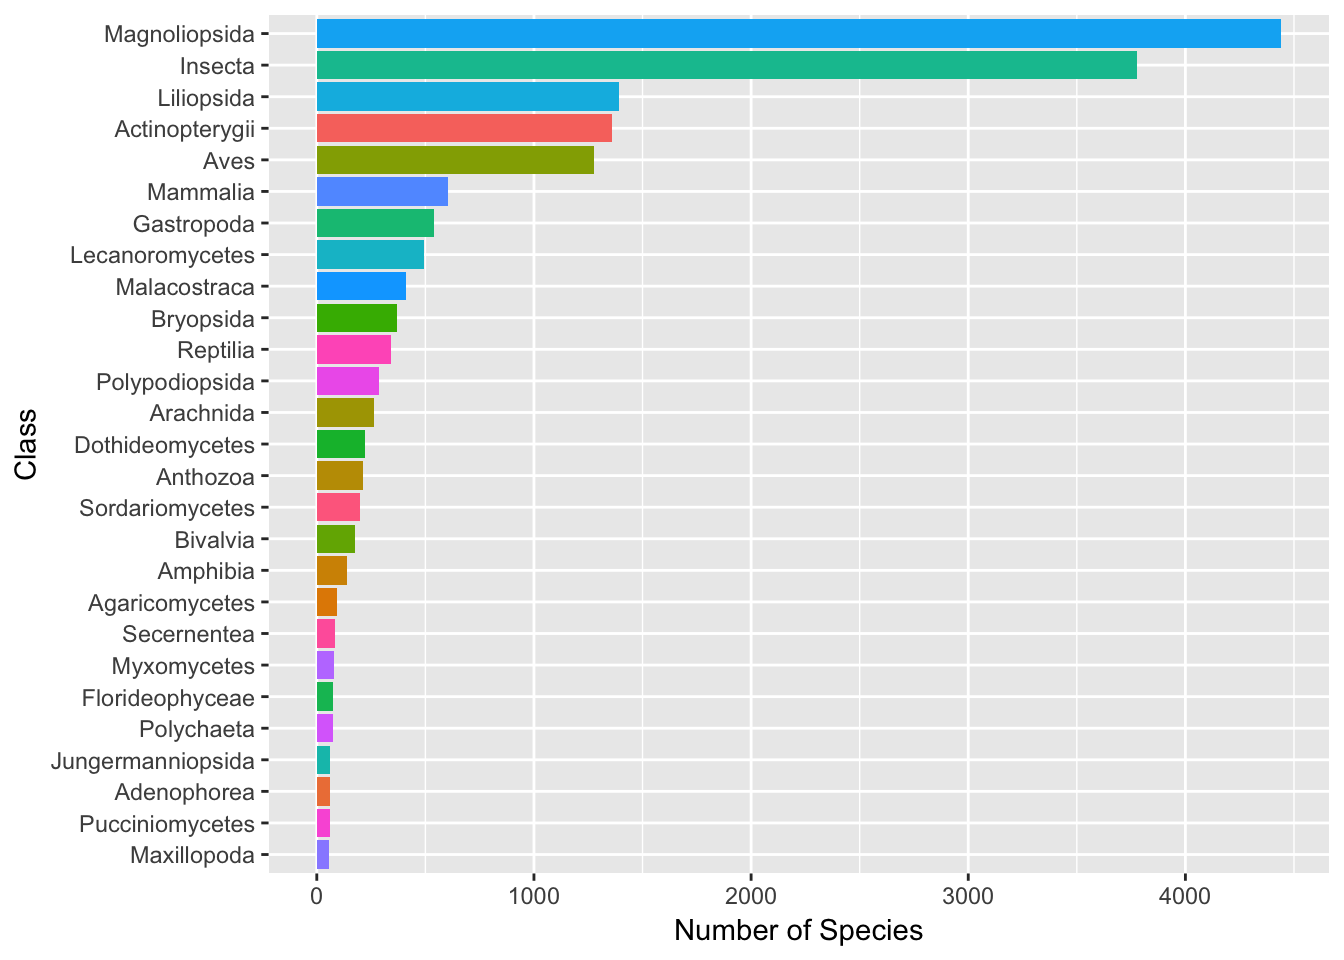 Magnoliopsida
Insecta
Liliopsida
Actinopterygii
Aves
Mammalia
Gastropoda
Lecanoromycetes
Malacostraca
Bryopsida
Reptilia
Polypodiopsida
Arachnida
Dothideomycetes
Anthozoa
Sordariomycetes
Bivalvia
Amphibia
Agaricomycetes
Secernentea
Myxomycetes
Florideophyceae
Polychaeta
Jungermanniopsida
Adenophorea
Pucciniomycetes
Maxillopoda
Class
0 1000 2000 3000 4000
Number of Species